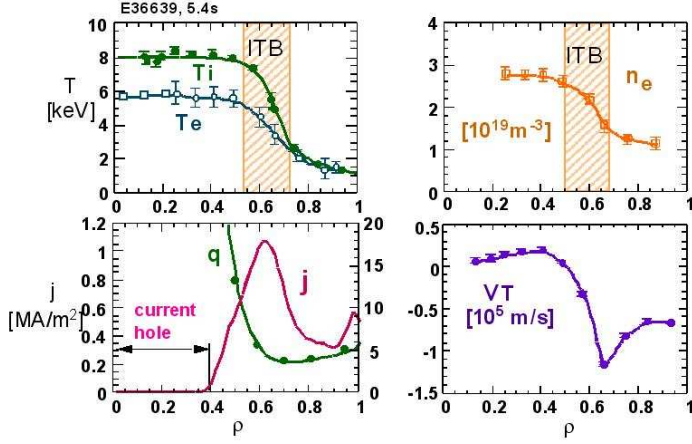 E36639, 5.4s
10
8
6
4
2
0
T
[keV]
ITB
Ti
Te
0
0.2
0.4
0.6
0.8
1
4
3
2
1
0
ITB
ne
[10^19m^-3]
0
0.2
0.4
0.6
0.8
1
1.2
1
0.8
0.6
0.4
0.2
0
j
[MA/m²]
q
j
current
hole
20
15
10
5
0
0
0.2
0.4
0.6
0.8
1
ρ
0.5
0
-0.5
-1
-1.5
VT
[10^5 m/s]
0
0.2
0.4
0.6
0.8
1
ρ